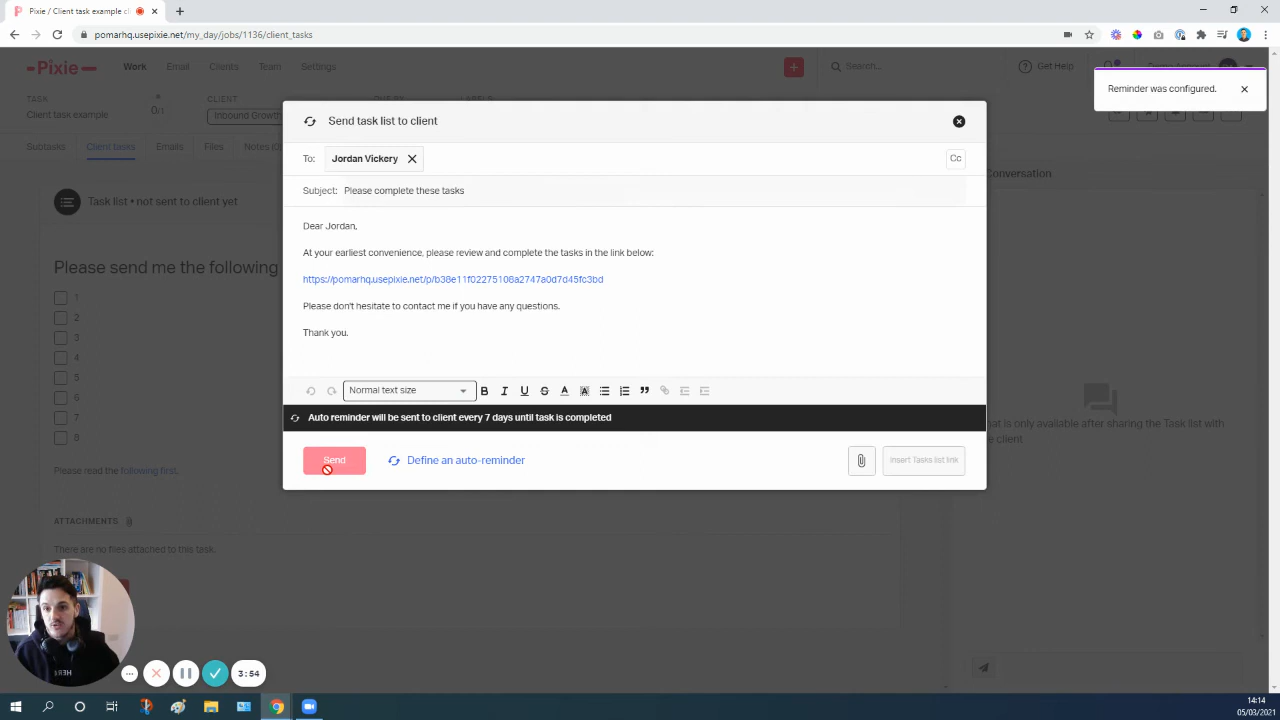 Pixie / Client task example
pomarhq.usepixie.net/my_day/jobs/1136/client_tasks
Pixie
Work
Email
Clients
Team
Settings
Search...
Get Help
Demo Account
Reminder was configured.
TASK
Client task example
0/1
CLIENT
Inbound Growth
Subtasks
Client tasks
Emails
Files
Notes (0
Conversation
Task list • not sent to client yet
Please send me the following
1
2
3
4
5
6
7
8
Please read the following first.
ATTACHMENTS 0
There are no files attached to this task.
Send task list to client
To: Jordan Vickery
Cc
Subject: Please complete these tasks
Dear Jordan,
At your earliest convenience, please review and complete the tasks in the link below:
https://pomarhq.usepixie.net/p/b38e11f02275108a2747a0d7d45fc3bd
Please don't hesitate to contact me if you have any questions.
Thank you.
Normal text size
Auto reminder will be sent to client every 7 days until task is completed
Send
Define an auto-reminder
Insert Tasks list link
hat is only available after sharing the Task list with
e client
3:54
14:14
05/03/2021